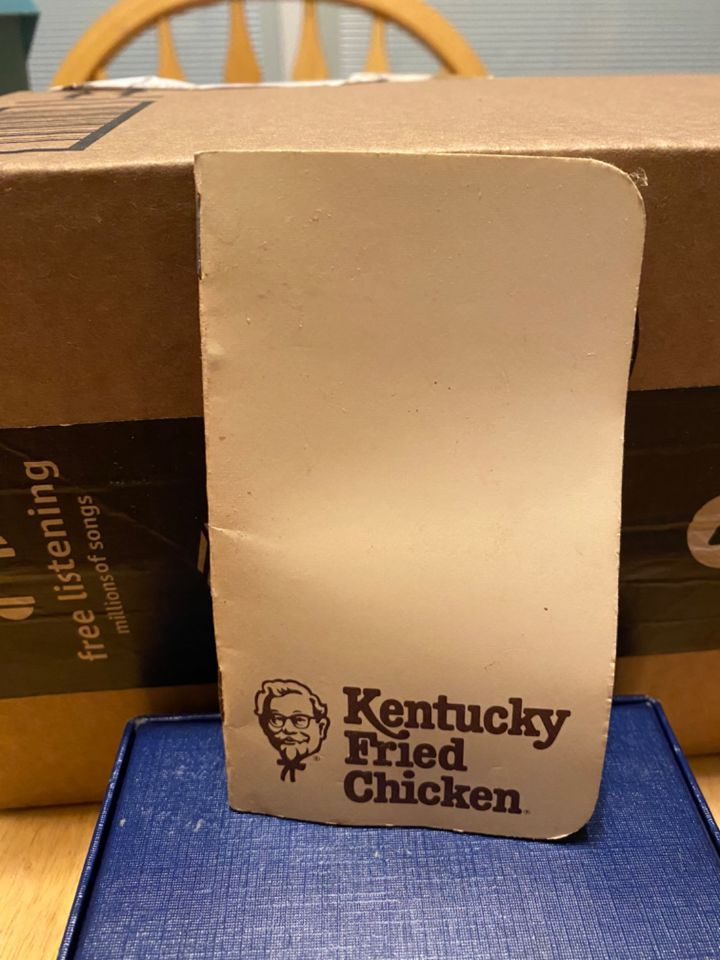 free listening
millions of songs
Kentucky
Fried
Chicken